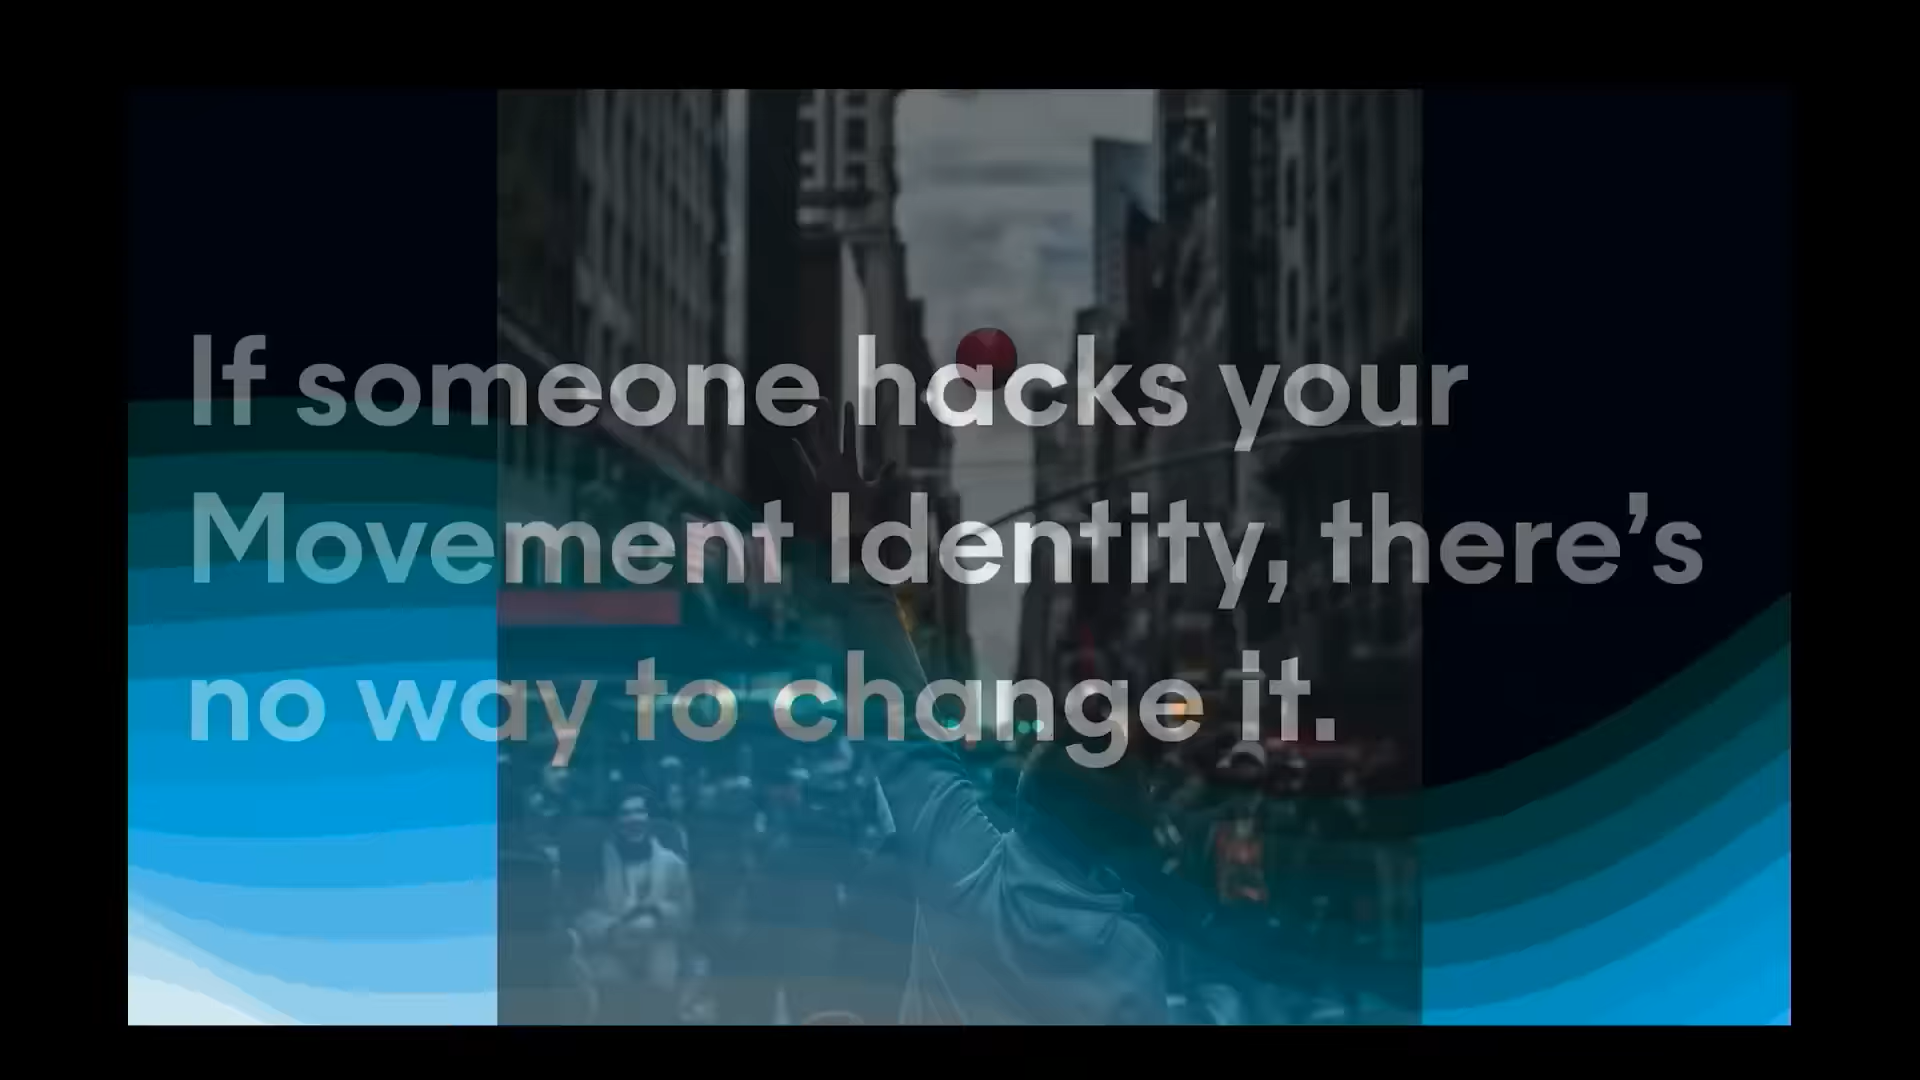 If someone hacks your
Movement Identity, there’s
no way to change it.